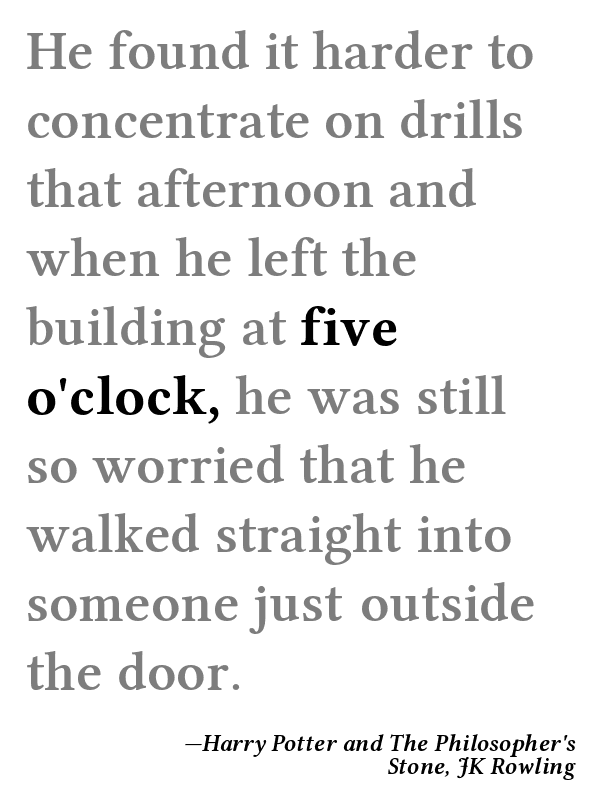 He found it harder to
concentrate on drills
that afternoon and
when he left the
building at five
o'clock, he was still
so worried that he
walked straight into
someone just outside
the door.
—Harry Potter and The Philosopher's
Stone, JK Rowling